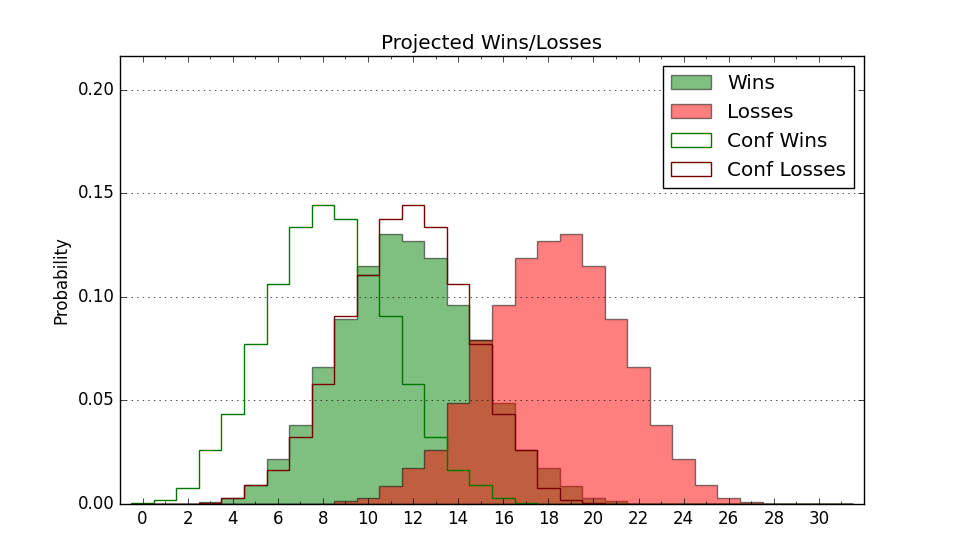 Projected Wins/Losses
Wins
Losses
Conf Wins
Conf Losses
Probability
0.20
0.15
0.10
0.05
0.00
0 2 4 6 8 10 12 14 16 18 20 22 24 26 28 30